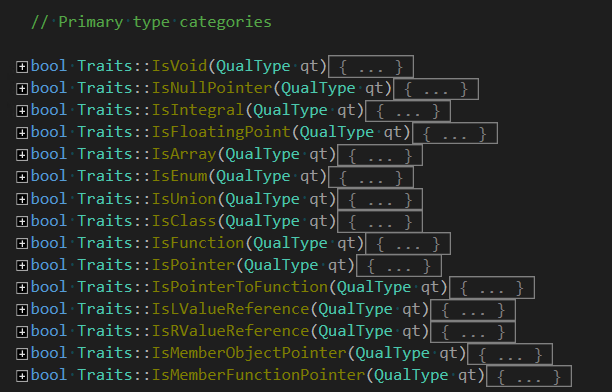 // Primary type categories
bool Traits::IsVoid(QualType qt){ ... }
bool Traits::IsNullPointer(QualType qt){ ... }
bool Traits::IsIntegral(QualType qt){ ... }
bool Traits::IsFloatingPoint(QualType qt){ ... }
bool Traits::IsArray(QualType qt){ ... }
bool Traits::IsEnum(QualType qt){ ... }
bool Traits::IsUnion(QualType qt){ ... }
bool Traits::IsClass(QualType qt){ ... }
bool Traits::IsFunction(QualType qt){ ... }
bool Traits::IsPointer(QualType qt){ ... }
bool Traits::IsPointerToFunction(QualType qt){ ... }
bool Traits::IsLValueReference(QualType qt){ ... }
bool Traits::IsRValueReference(QualType qt){ ... }
bool Traits::IsMemberObjectPointer(QualType qt){ ... }
bool Traits::IsMemberFunctionPointer(QualType qt){ ... }